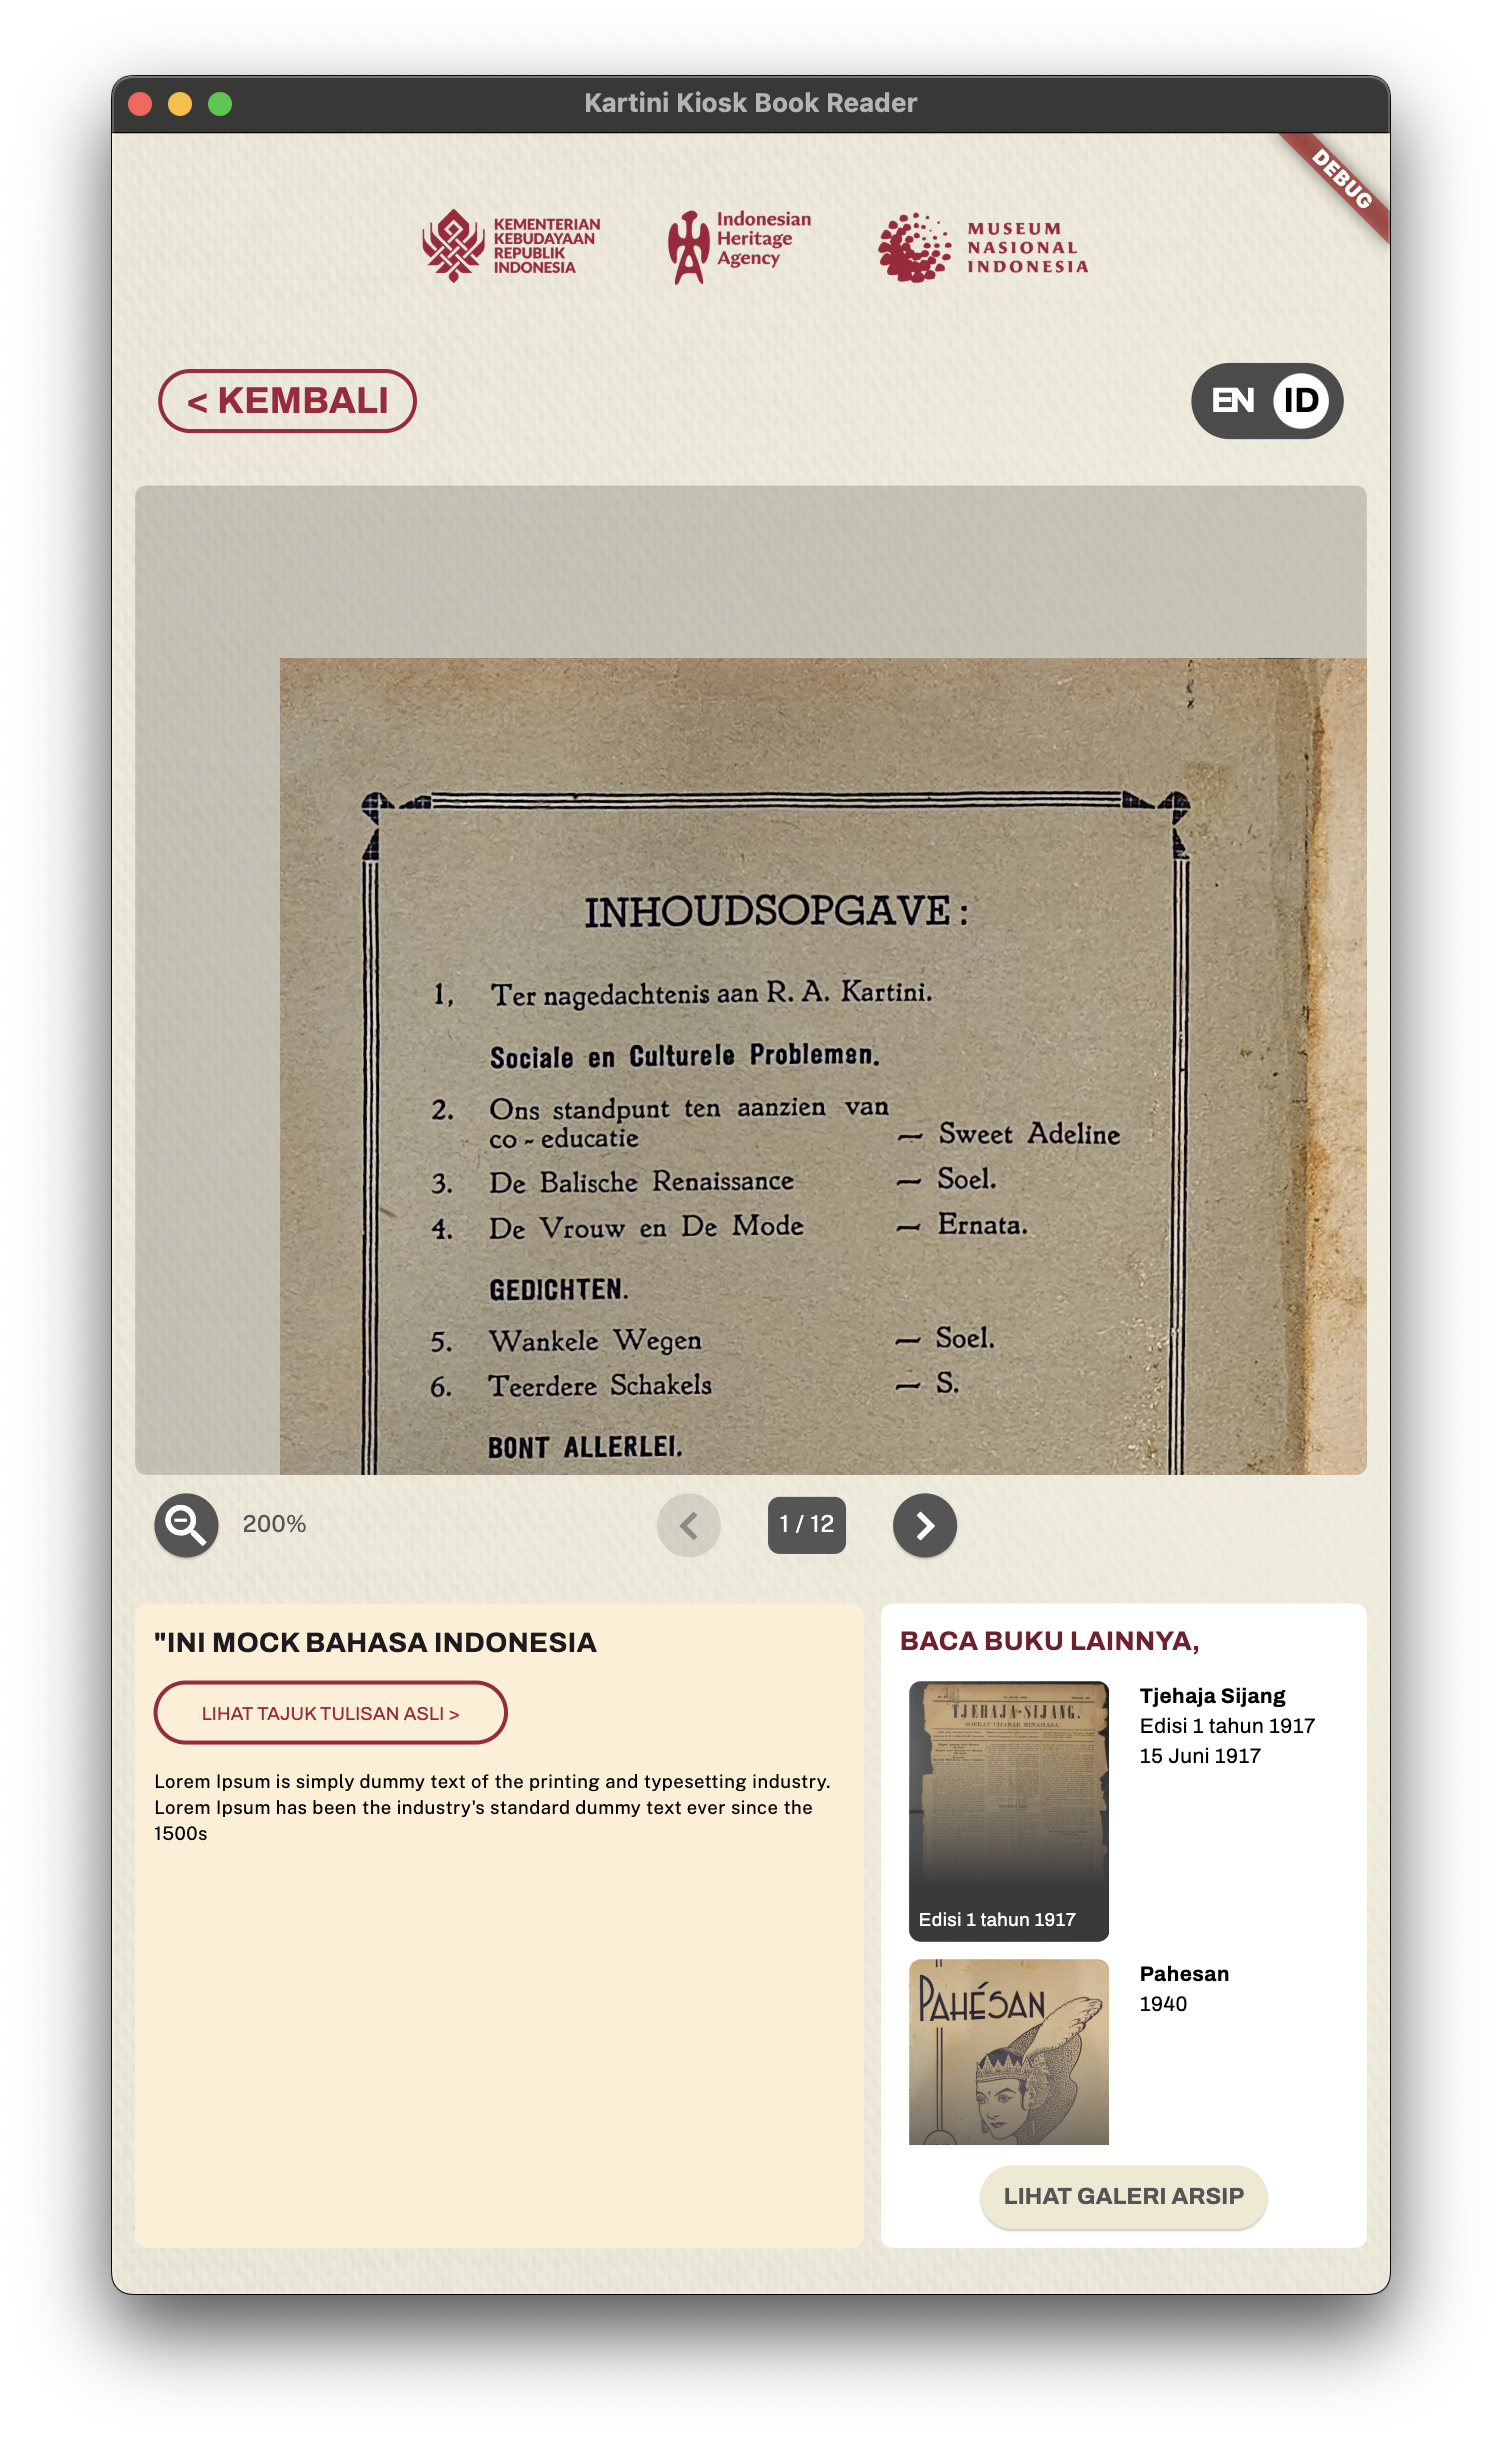 Kartini Kiosk Book Reader
DEBUG
KEMENTERIAN
KEBUDAYAAN
REPUBLIK
INDONESIA
Indonesian
Heritage
Agency
MUSEUM
NASIONAL
INDONESIA
< KEMBALI
EN ID
INHOUDSOPGAVE :
1, Ter nagedachtenis aan R. A. Kartini.
Sociale en Culturele Problemen.
2. Ons standpunt ten aanzien van
co - educatie — Sweet Adeline
3. De Balische Renaissance — Soel.
4. De Vrouw en De Mode — Ernata.
GEDICHTEN.
5. Wankele Wegen — Soel.
6. Teerdere Schakels — S.
BONT ALLERLEI.
200%
1 / 12
"INI MOCK BAHASA INDONESIA
LIHAT TAJUK TULISAN ASLI >
Lorem Ipsum is simply dummy text of the printing and typesetting industry.
Lorem Ipsum has been the industry's standard dummy text ever since the
1500s
BACA BUKU LAINNYA,
TJEHAJA-SIJANG.
SOERAT CHABAR MINAHASA.
Edisi 1 tahun 1917
Tjehaja Sijang
Edisi 1 tahun 1917
15 Juni 1917
PAHÉSAN
Pahesan
1940
LIHAT GALERI ARSIP